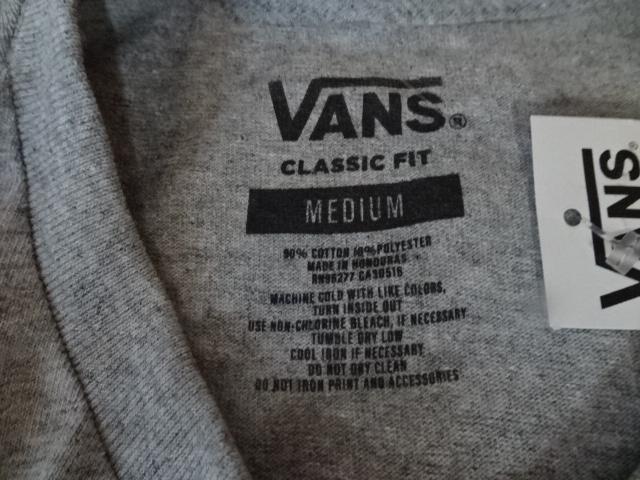 VANS®
CLASSIC FIT
MEDIUM
90% COTTON 10% POLYESTER
MADE IN HONDURAS
RN96277 CA30516
MACHINE COLD WITH LIKE COLORS,
TURN INSIDE OUT
USE NON-CHLORINE BLEACH, IF NECESSARY
TUMBLE DRY LOW
COOL IRON IF NECESSARY
DO NOT DRY CLEAN
DO NOT IRON PRINT AND ACCESSORIES
VANS®